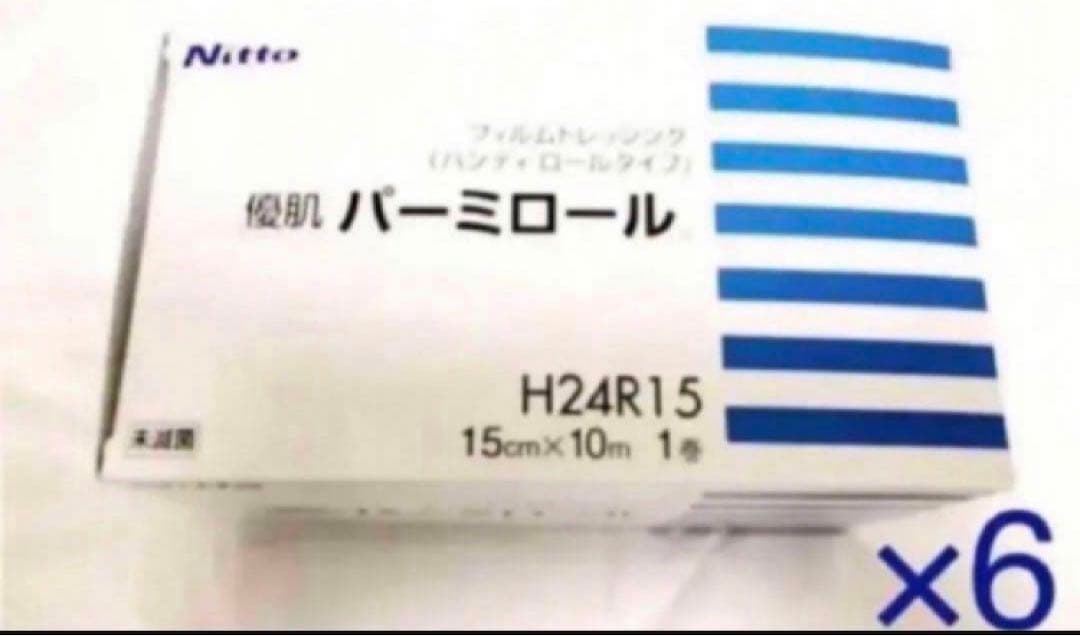 Nitto
フィルムドレッシング
(ハンディ ロールタイプ)
優肌 パーミロール
H24R15
15cm×10m 1巻
未滅菌
×6